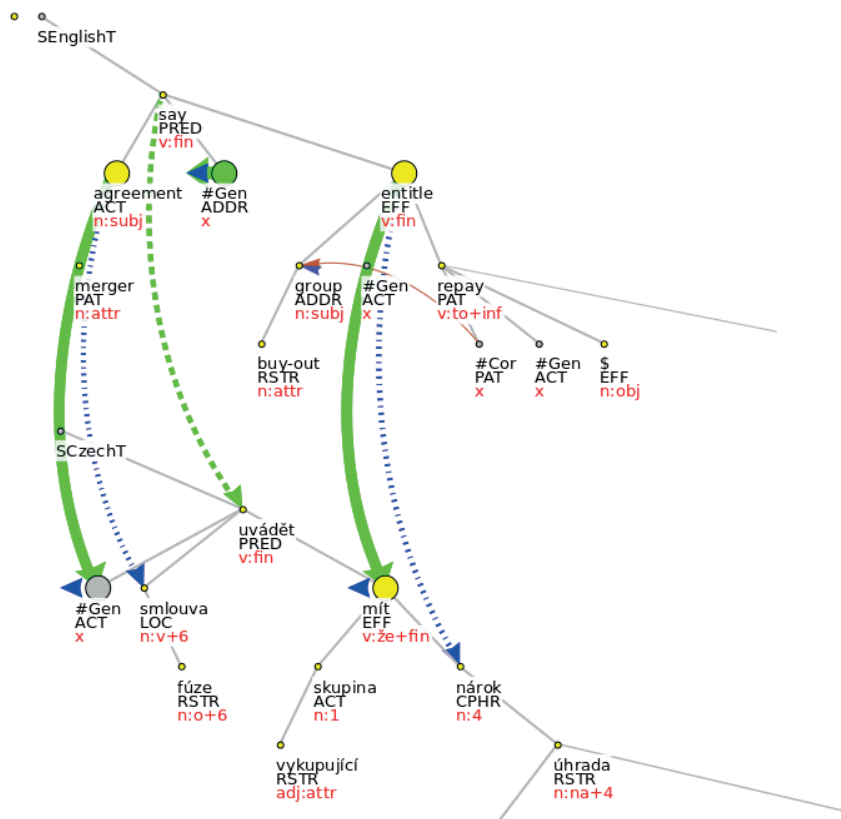 SEnglishT
say
PRED
v:fin
agreement
ACT
n:subj
#Gen
ADDR
x
entitle
EFF
v:fin
merger
PAT
n:attr
group
ADDR
n:subj
#Gen
ACT
x
repay
PAT
v:to+inf
buy-out
RSTR
n:attr
#Cor
PAT
x
#Gen
ACT
x
$
EFF
n:obj
SCzechT
uvádět
PRED
v:fin
#Gen
ACT
x
smlouva
LOC
n:v+6
mít
EFF
v:že+fin
fúze
RSTR
n:o+6
skupina
ACT
n:1
nárok
CPHR
n:4
vykupující
RSTR
adj:attr
úhrada
RSTR
n:na+4